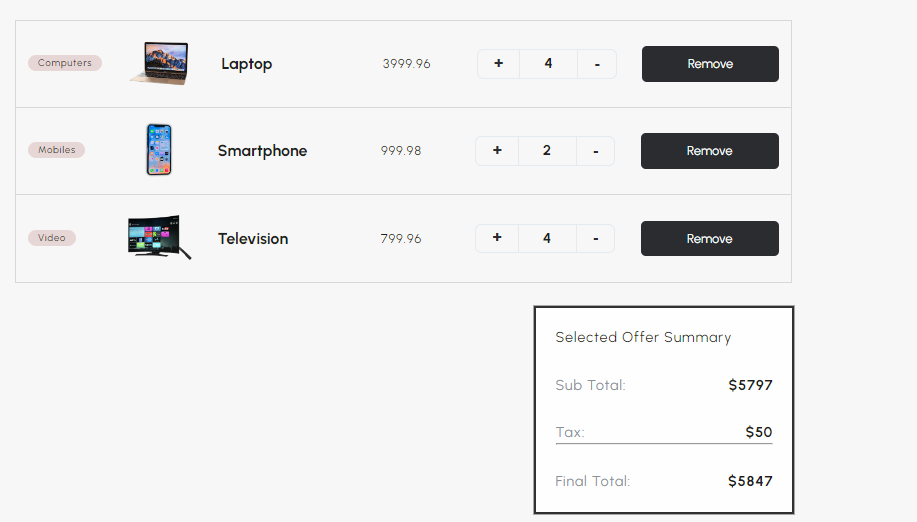 Computers Laptop 3999.96 + 4 - Remove
Mobiles Smartphone 999.98 + 2 - Remove
Video Television 799.96 + 4 - Remove
Selected Offer Summary
Sub Total: $5797
Tax: $50
Final Total: $5847